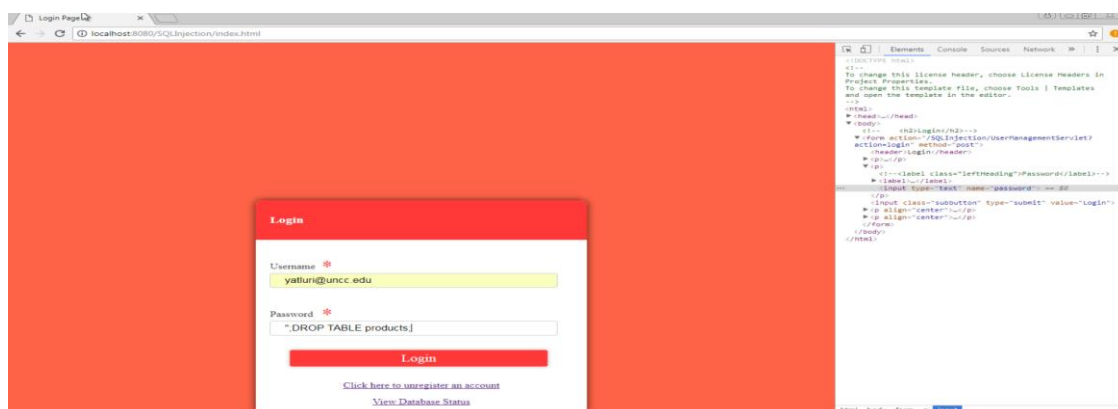 Login Page
localhost:8080/SQLInjection/index.html
Elements Console Sources Network »
<!DOCTYPE html>
<!--
To change this license header, choose License Headers in
Project Properties.
To change this template file, choose Tools | Templates
and open the template in the editor.
-->
<html>
▶<head>…</head>
▼<body>
<!-- <h2>Login</h2>-->
▼<form action="/SQLInjection/UserManagementServlet?
action=login" method="post">
<header>Login</header>
▶<p>…</p>
▼<p>
<!--<label class="leftHeading">Password</label>-->
▶<label>…</label>
<input type="text" name="password"> == $0
</p>
<input class="subbutton" type="submit" value="Login">
▶<p align="center">…</p>
▶<p align="center">…</p>
</form>
</body>
</html>
Login
Username *
yatluri@uncc.edu
Password *
";DROP TABLE products;
Login
Click here to unregister an account
View Database Status